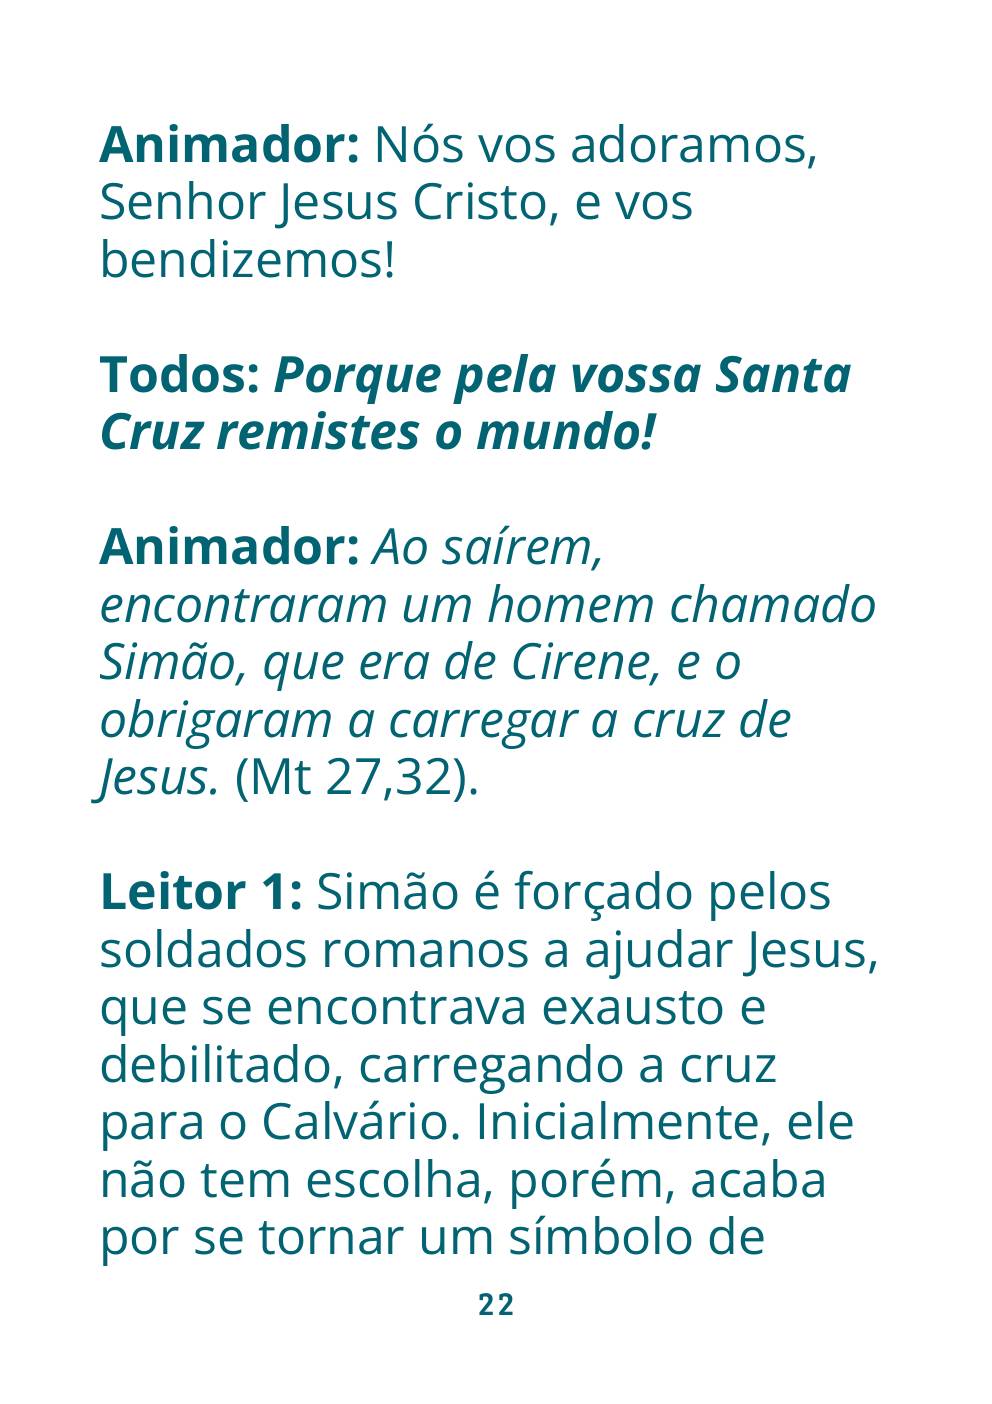 Animador: Nós vos adoramos,
Senhor Jesus Cristo, e vos
bendizemos!
Todos: Porque pela vossa Santa
Cruz remistes o mundo!
Animador: Ao saírem,
encontraram um homem chamado
Simão, que era de Cirene, e o
obrigaram a carregar a cruz de
Jesus. (Mt 27,32).
Leitor 1: Simão é forçado pelos
soldados romanos a ajudar Jesus,
que se encontrava exausto e
debilitado, carregando a cruz
para o Calvário. Inicialmente, ele
não tem escolha, porém, acaba
por se tornar um símbolo de
22